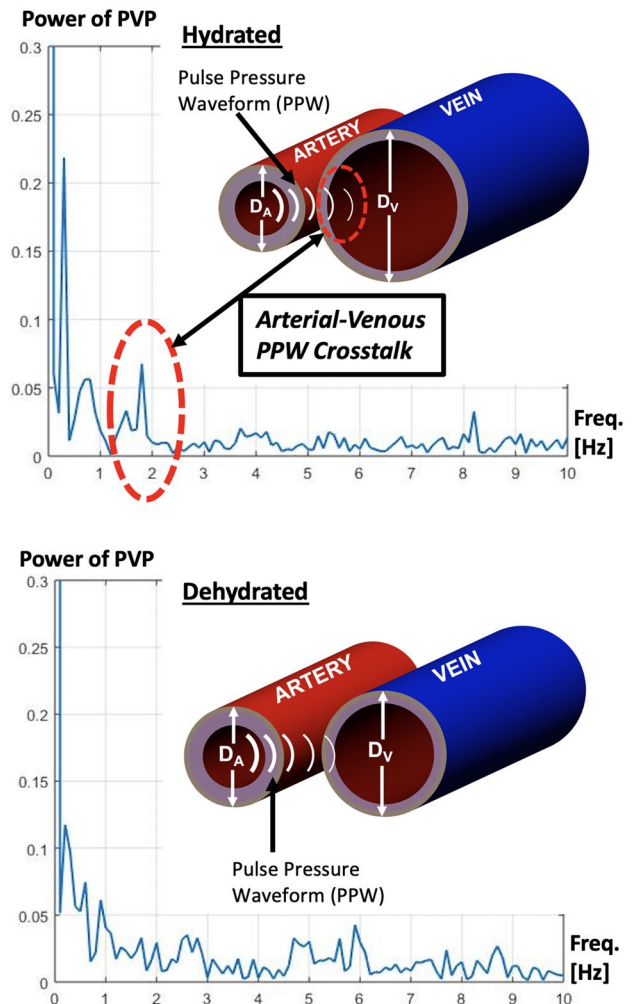 Power of PVP
Hydrated
0.3
0.25
0.2
0.15
0.1
0.05
0
Pulse Pressure
Waveform (PPW)
ARTERY
VEIN
DA
DV
Arterial-Venous
PPW Crosstalk
Freq.
[Hz]
0 1 2 3 4 5 6 7 8 9 10
Power of PVP
Dehydrated
0.3
0.25
0.2
0.15
0.1
0.05
0
ARTERY
VEIN
DA
DV
Pulse Pressure
Waveform (PPW)
Freq.
[Hz]
0 1 2 3 4 5 6 7 8 9 10